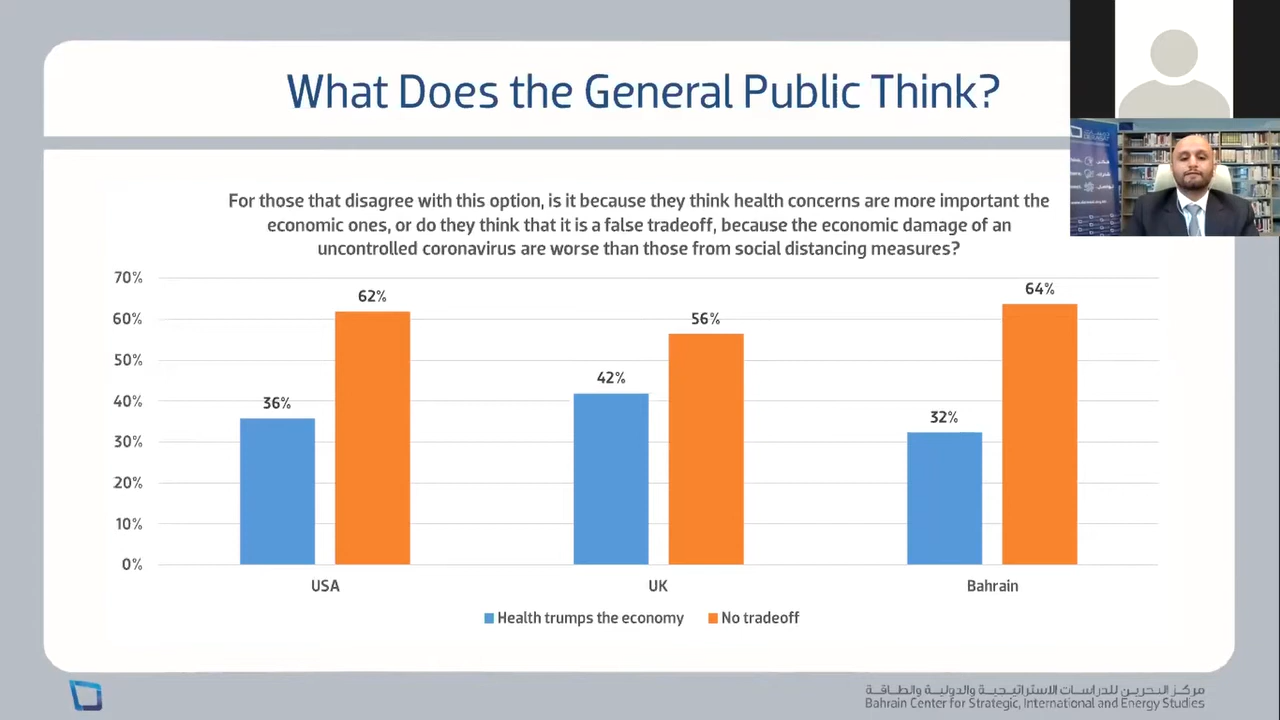 What Does the General Public Think?
For those that disagree with this option, is it because they think health concerns are more important the
economic ones, or do they think that it is a false tradeoff, because the economic damage of an
uncontrolled coronavirus are worse than those from social distancing measures?
70%
60%
50%
40%
30%
20%
10%
0%
36%
62%
42%
56%
32%
64%
USA
UK
Bahrain
Health trumps the economy
No tradeoff
مركز البحرين للدراسات الاستراتيجية والدولية والطاقة
Bahrain Center for Strategic, International and Energy Studies